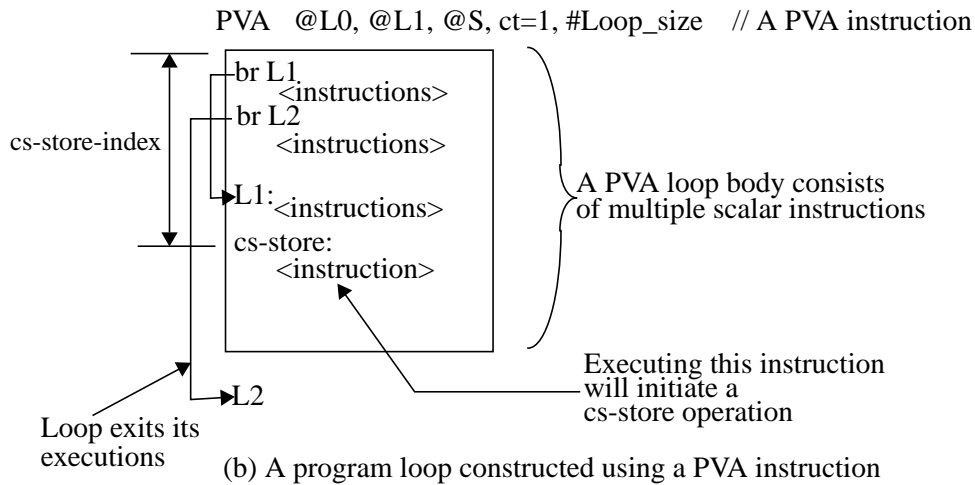 PVA @L0, @L1, @S, ct=1, #Loop_size // A PVA instruction
br L1
<instructions>
br L2
cs-store-index
<instructions>
L1:
<instructions>
A PVA loop body consists
of multiple scalar instructions
cs-store:
<instruction>
Executing this instruction
will initiate a
cs-store operation
L2
Loop exits its
executions
(b) A program loop constructed using a PVA instruction